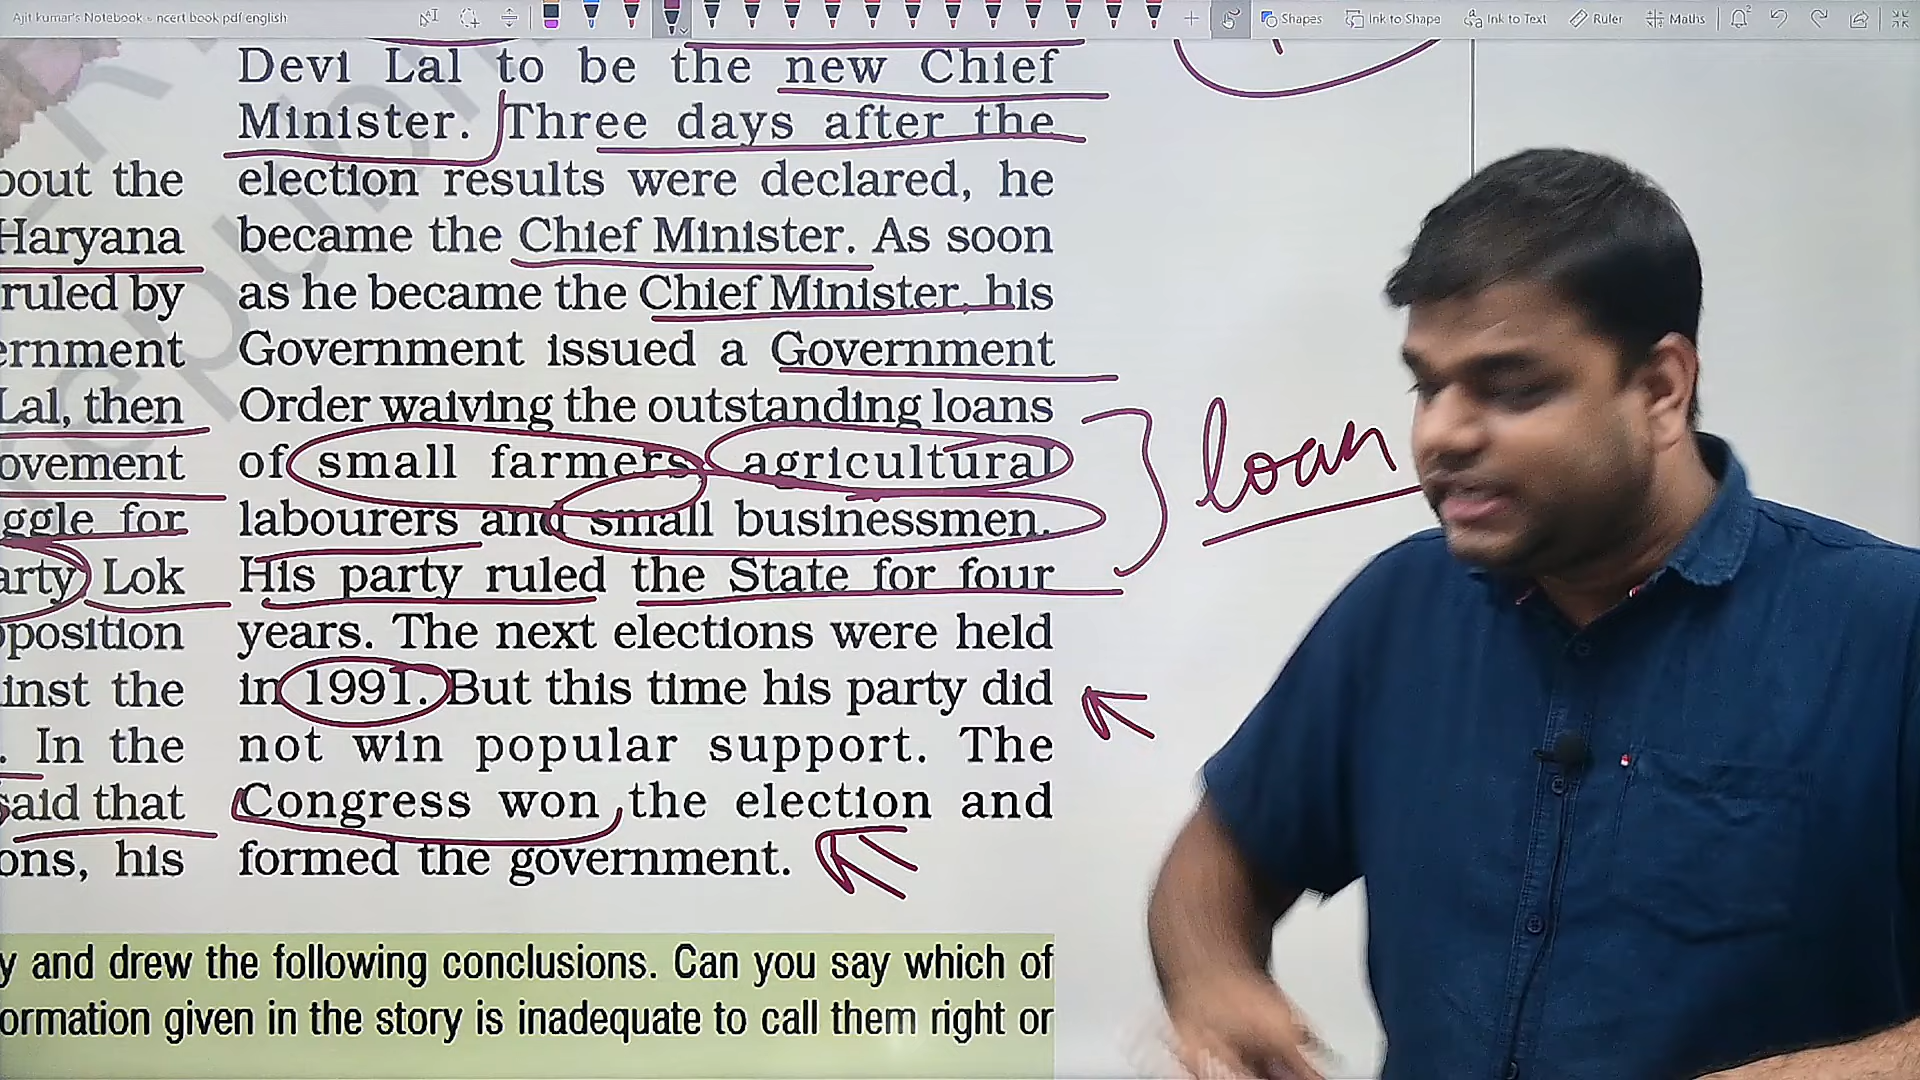 Ajit kumar's Notebook » ncert book pdf english
Shapes
Ink to Shape
Ink to Text
Ruler
Maths
bout the
Haryana
ruled by
ernment
Lal, then
ovement
ggle for
arty Lok
pposition
inst the
. In the
said that
ons, his
Devi Lal to be the new Chief
Minister. Three days after the
election results were declared, he
became the Chief Minister. As soon
as he became the Chief Minister, his
Government issued a Government
Order waiving the outstanding loans
of small farmers agricultural
labourers and small businessmen.
His party ruled the State for four
years. The next elections were held
in 1991. But this time his party did
not win popular support. The
Congress won the election and
formed the government.
loan
y and drew the following conclusions. Can you say which of
ormation given in the story is inadequate to call them right or